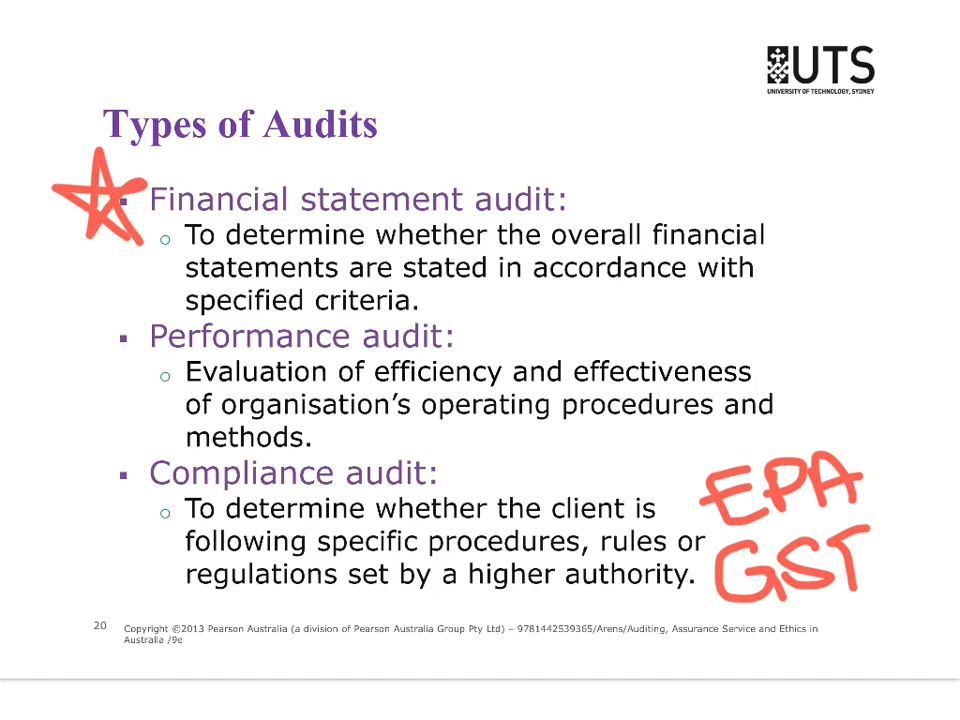 UTS
UNIVERSITY OF TECHNOLOGY, SYDNEY
Types of Audits
▪ Financial statement audit:
o To determine whether the overall financial
statements are stated in accordance with
specified criteria.
▪ Performance audit:
o Evaluation of efficiency and effectiveness
of organisation’s operating procedures and
methods.
▪ Compliance audit:
o To determine whether the client is
following specific procedures, rules or
regulations set by a higher authority.
EPA
GST
20
Copyright ©2013 Pearson Australia (a division of Pearson Australia Group Pty Ltd) – 9781442539365/Arens/Auditing, Assurance Service and Ethics in
Australia /9e